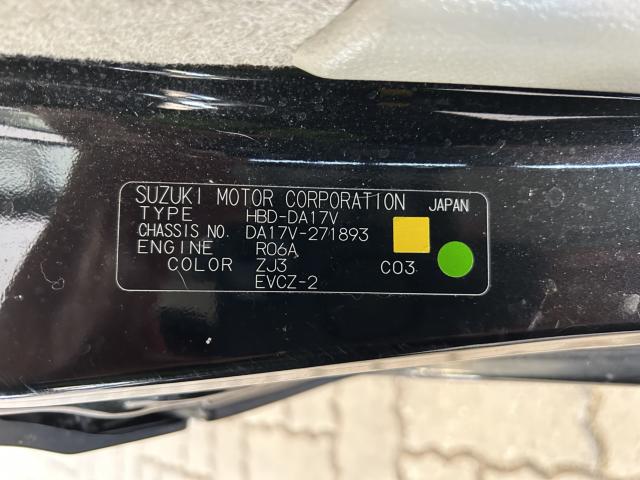 SUZUKI MOTOR CORPORATION JAPAN
TYPE HBD-DA17V
CHASSIS NO. DA17V-271893
ENGINE R06A
COLOR ZJ3 C03
EVCZ-2